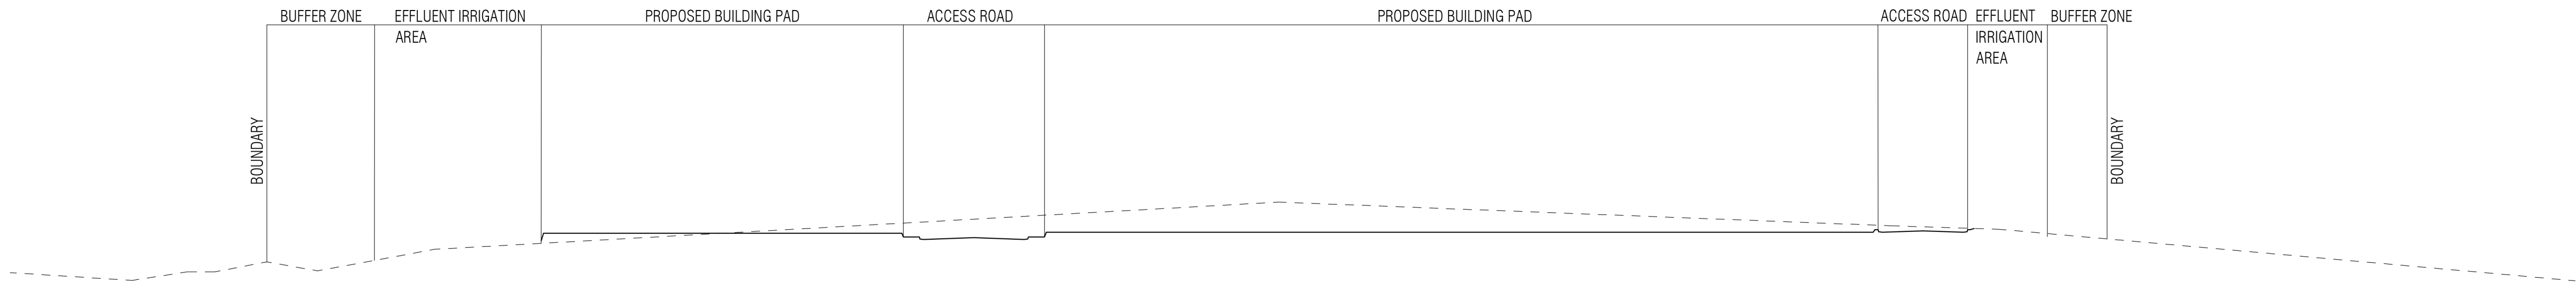 BUFFER ZONE
EFFLUENT IRRIGATION
AREA
PROPOSED BUILDING PAD
ACCESS ROAD
PROPOSED BUILDING PAD
ACCESS ROAD
EFFLUENT
IRRIGATION
AREA
BUFFER ZONE
BOUNDARY
BOUNDARY